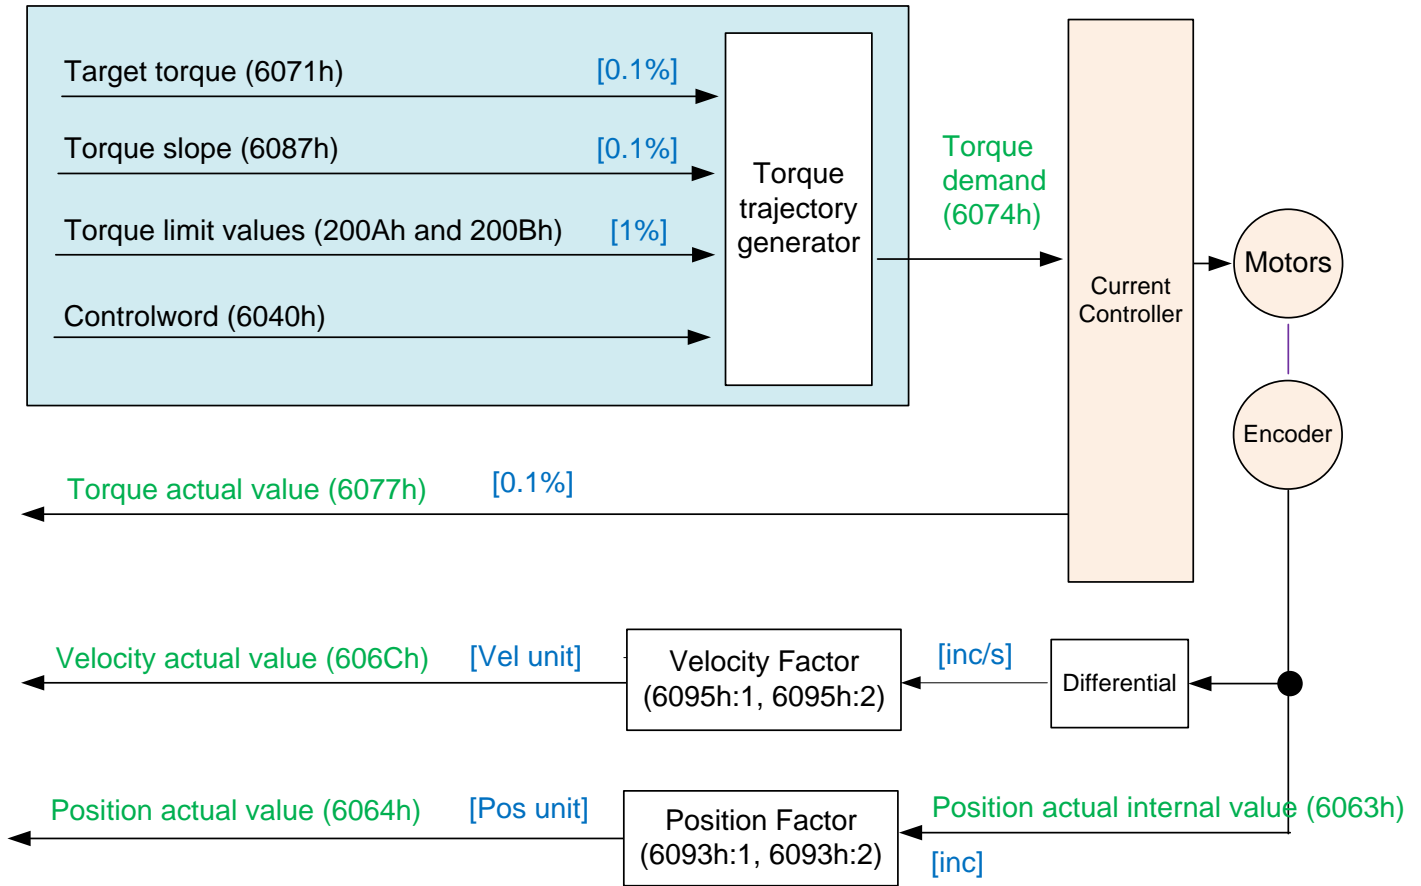 Target torque (6071h) [0.1%]
Torque slope (6087h) [0.1%]
Torque limit values (200Ah and 200Bh) [1%]
Controlword (6040h)
Torque
trajectory
generator
Torque
demand
(6074h)
Current
Controller
Motors
Encoder
Torque actual value (6077h) [0.1%]
Velocity actual value (606Ch) [Vel unit]
Velocity Factor
(6095h:1, 6095h:2)
[inc/s]
Differential
Position actual value (6064h) [Pos unit]
Position Factor
(6093h:1, 6093h:2)
Position actual internal value (6063h)
[inc]